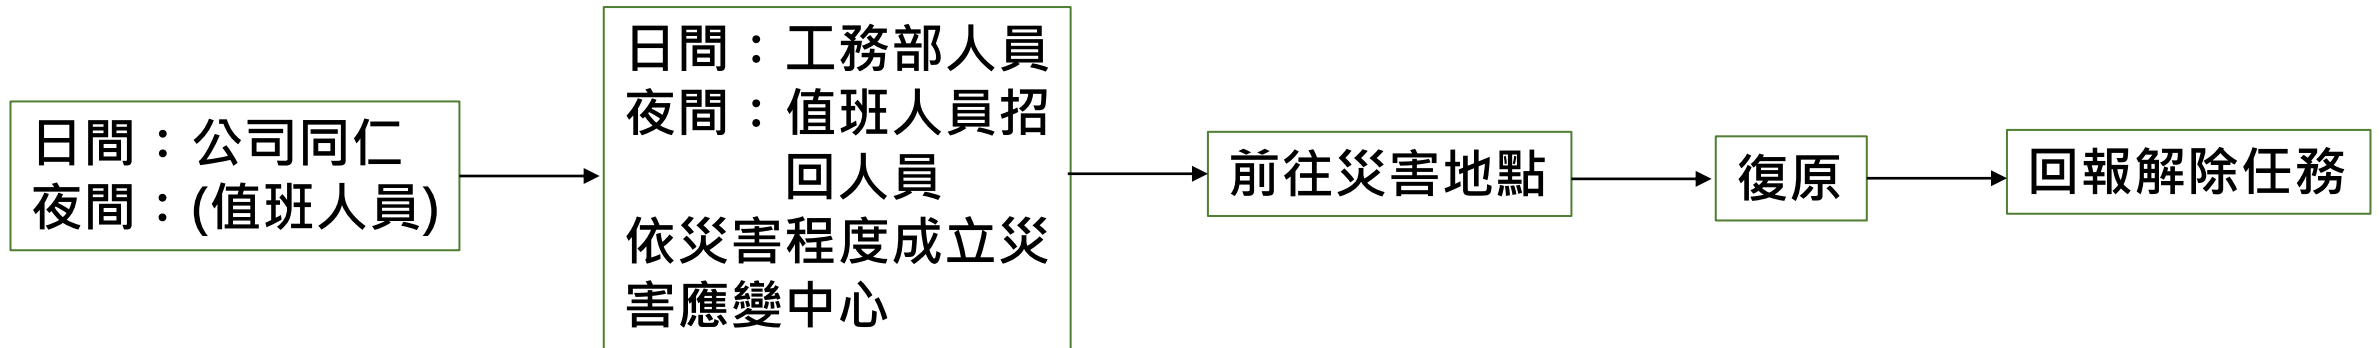 日間：公司同仁
夜間：(值班人員)
日間：工務部人員
夜間：值班人員招
回人員
依災害程度成立災
害應變中心
前往災害地點
復原
回報解除任務